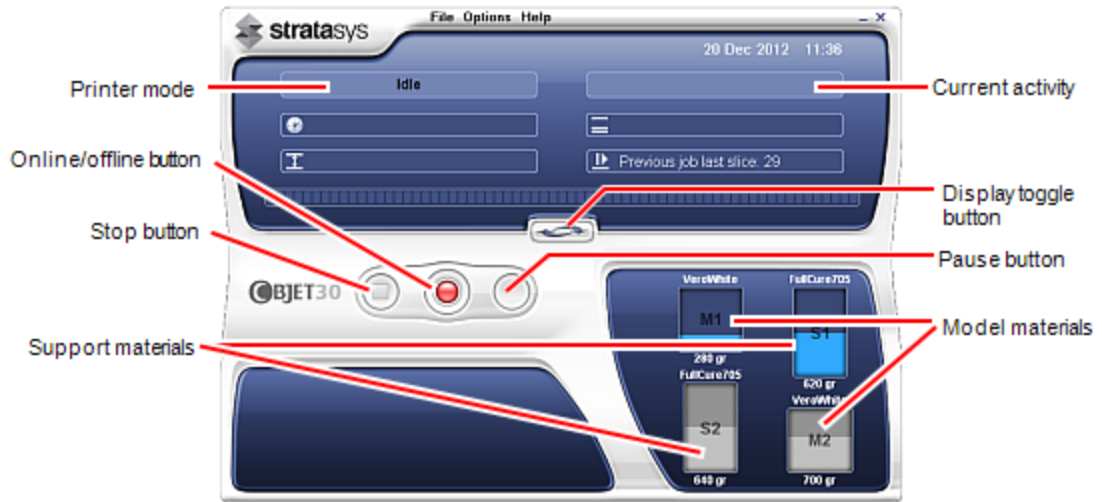 stratasys
File Options Help
20 Dec 2012 11:36
Printer mode
Idle
Current activity
Online/offline button
Previous job last slice: 29
Display toggle
button
Stop button
Pause button
OBJET30
VeroWhite
FullCure705
M1
S1
Model materials
Support materials
280 gr
620 gr
FullCure705
VeroWhite
S2
M2
640 gr
700 gr